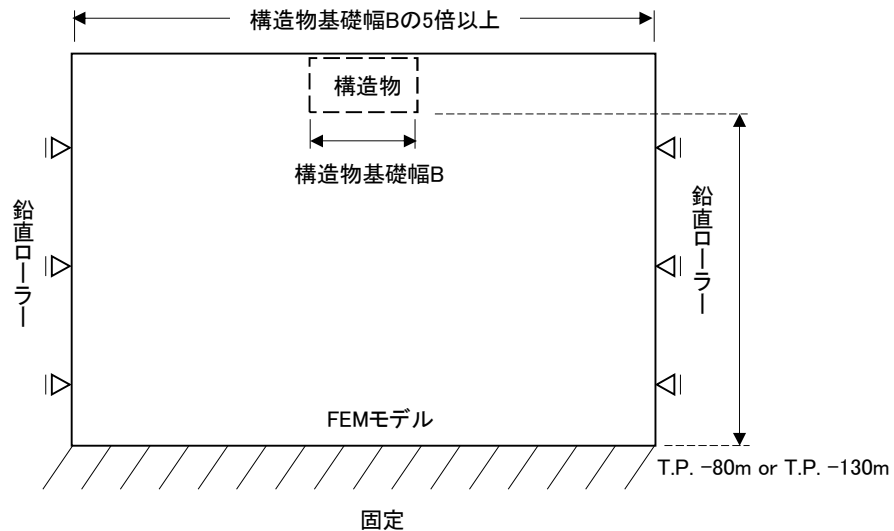 構造物基礎幅Bの5倍以上
構造物
構造物基礎幅B
鉛直ローラー
鉛直ローラー
FEMモデル
T.P. -80m or T.P. -130m
固定